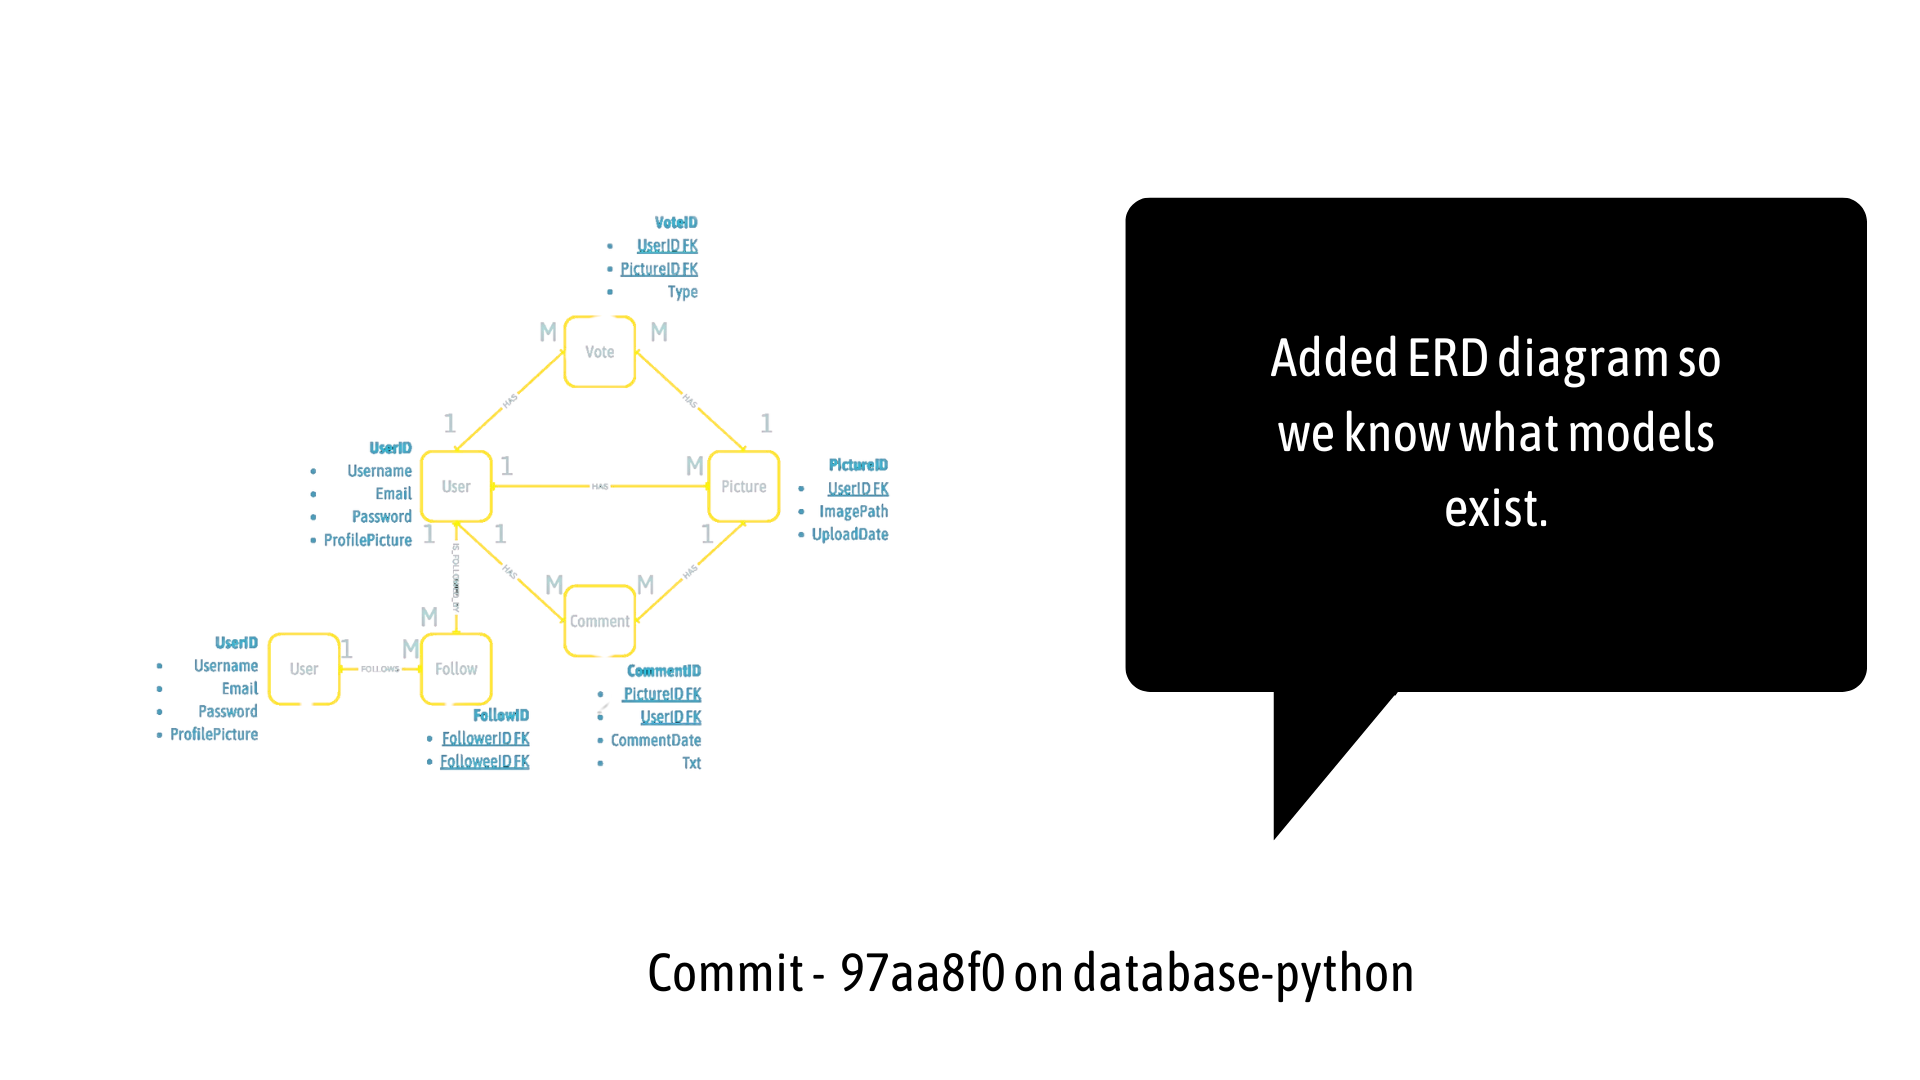 VoteID
UserID FK
PictureID FK
Type
M
M
Vote
HAS
HAS
1
1
UserID
Username
Email
Password
ProfilePicture
User
1
HAS
M
Picture
PictureID
UserID FK
ImagePath
UploadDate
1
1
1
HAS
HAS
M
M
M
Comment
UserID
Username
Email
Password
ProfilePicture
User
1
FOLLOWS
M
Follow
FollowID
FollowerID FK
FolloweeID FK
CommentID
PictureID FK
UserID FK
CommentDate
Txt
Added ERD diagram so
we know what models
exist.
Commit - 97aa8f0 on database-python